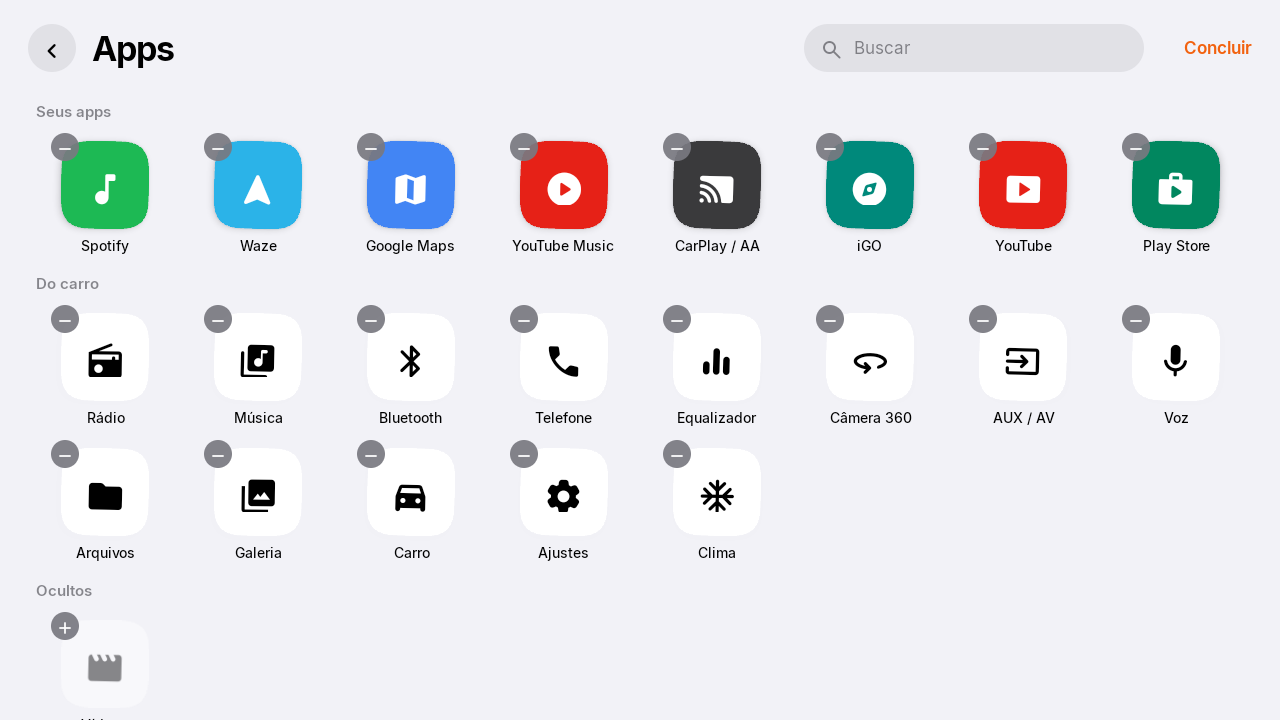 Apps
Buscar
Concluir
Seus apps
Spotify
Waze
Google Maps
YouTube Music
CarPlay / AA
iGO
YouTube
Play Store
Do carro
Rádio
Música
Bluetooth
Telefone
Equalizador
Câmera 360
AUX / AV
Voz
Arquivos
Galeria
Carro
Ajustes
Clima
Ocultos